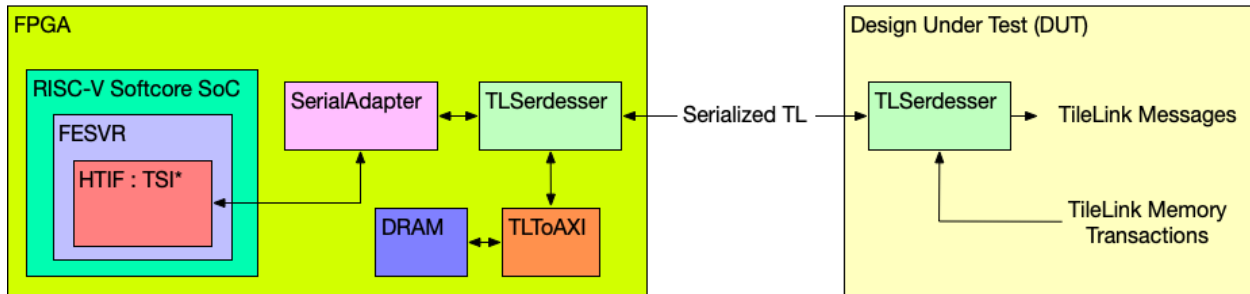 FPGA
RISC-V Softcore SoC
FESVR
HTIF : TSI*
SerialAdapter
TLSerdesser
DRAM
TLToAXI
Serialized TL
Design Under Test (DUT)
TLSerdesser
TileLink Messages
TileLink Memory
Transactions